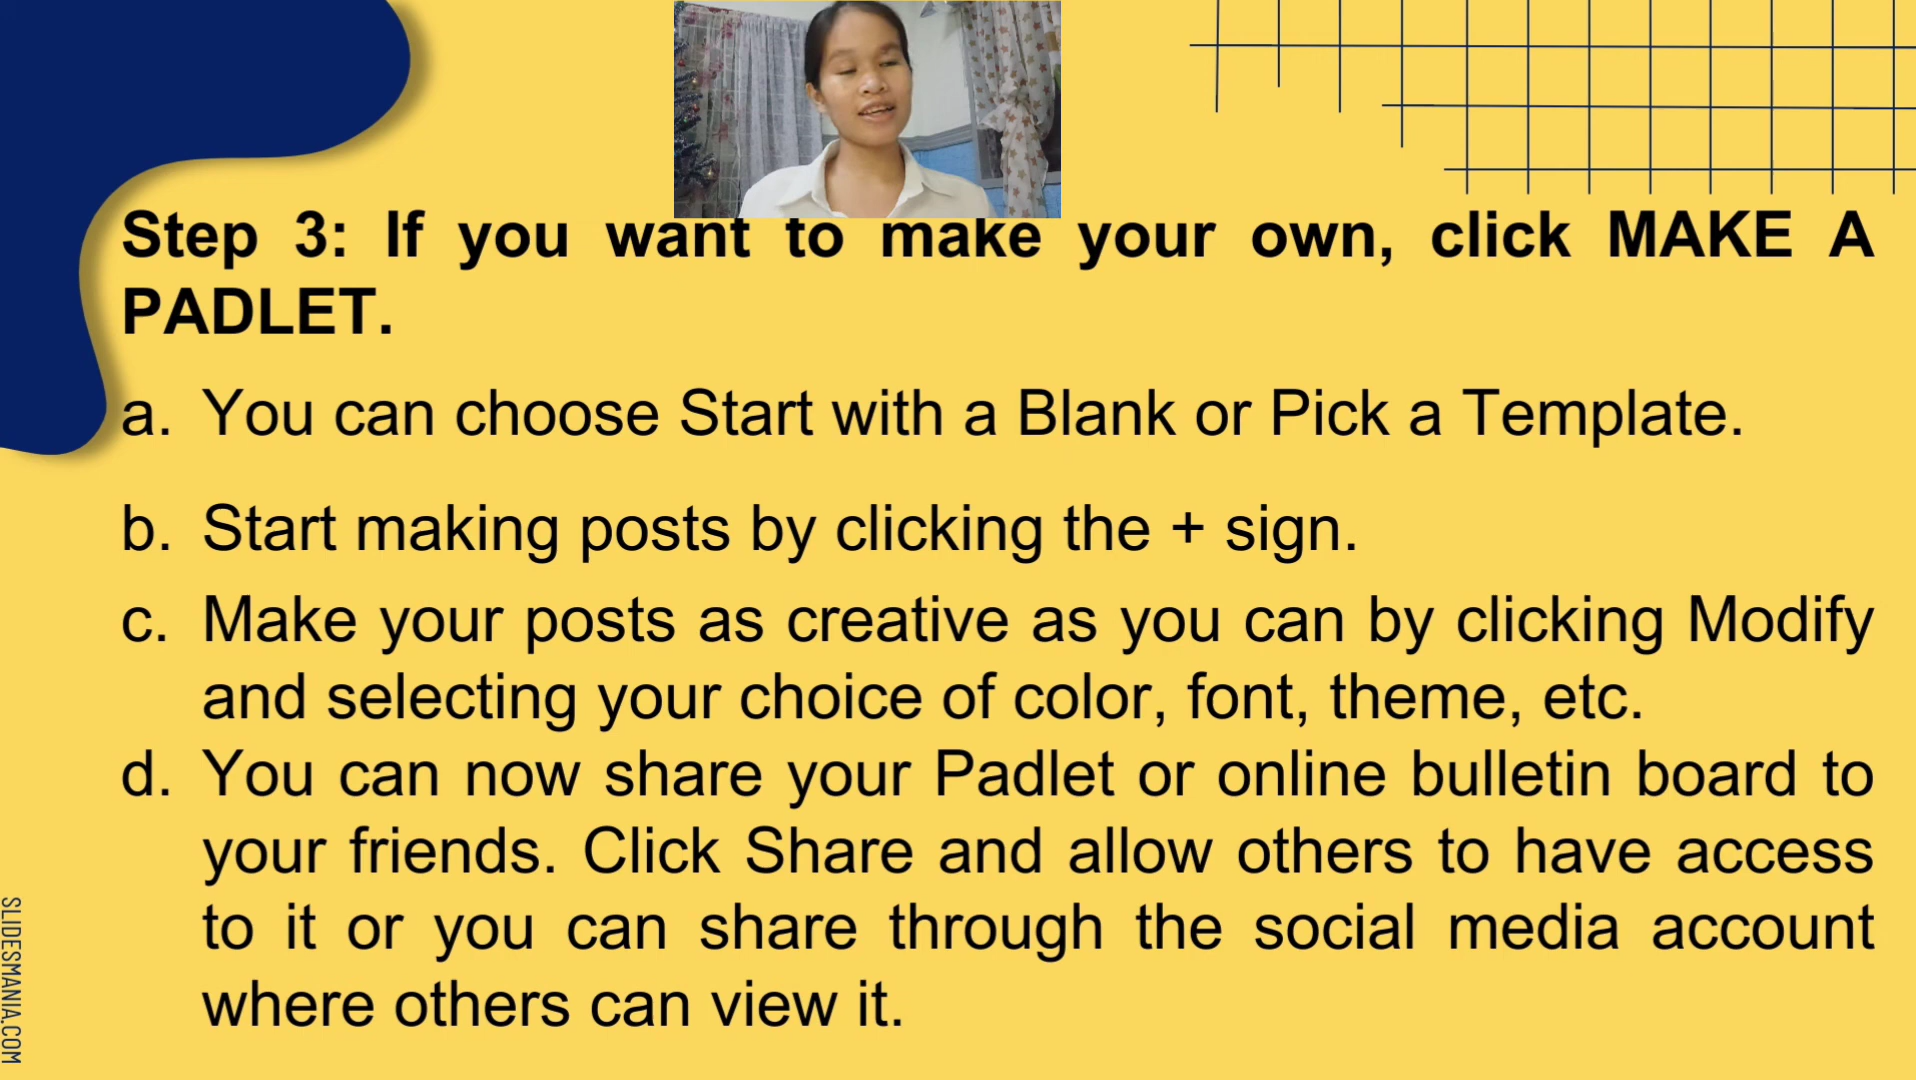 Step 3: If you want to make your own, click MAKE A
PADLET.
a. You can choose Start with a Blank or Pick a Template.
b. Start making posts by clicking the + sign.
c. Make your posts as creative as you can by clicking Modify
and selecting your choice of color, font, theme, etc.
d. You can now share your Padlet or online bulletin board to
your friends. Click Share and allow others to have access
to it or you can share through the social media account
where others can view it.
SLIDESMANIA.COM